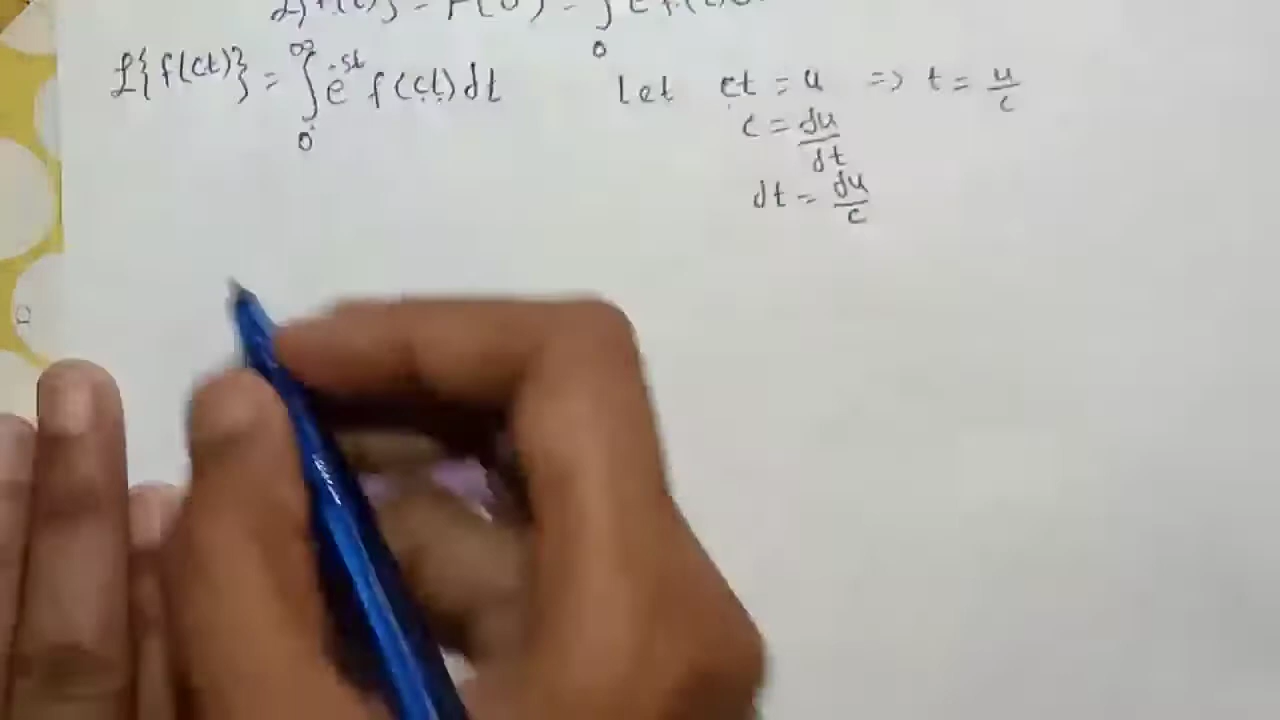 £{f(ct)} = ∫₀^∞ e^{-st} f(ct) dt    Let ct = u => t = u/c
c = du/dt
dt = du/c